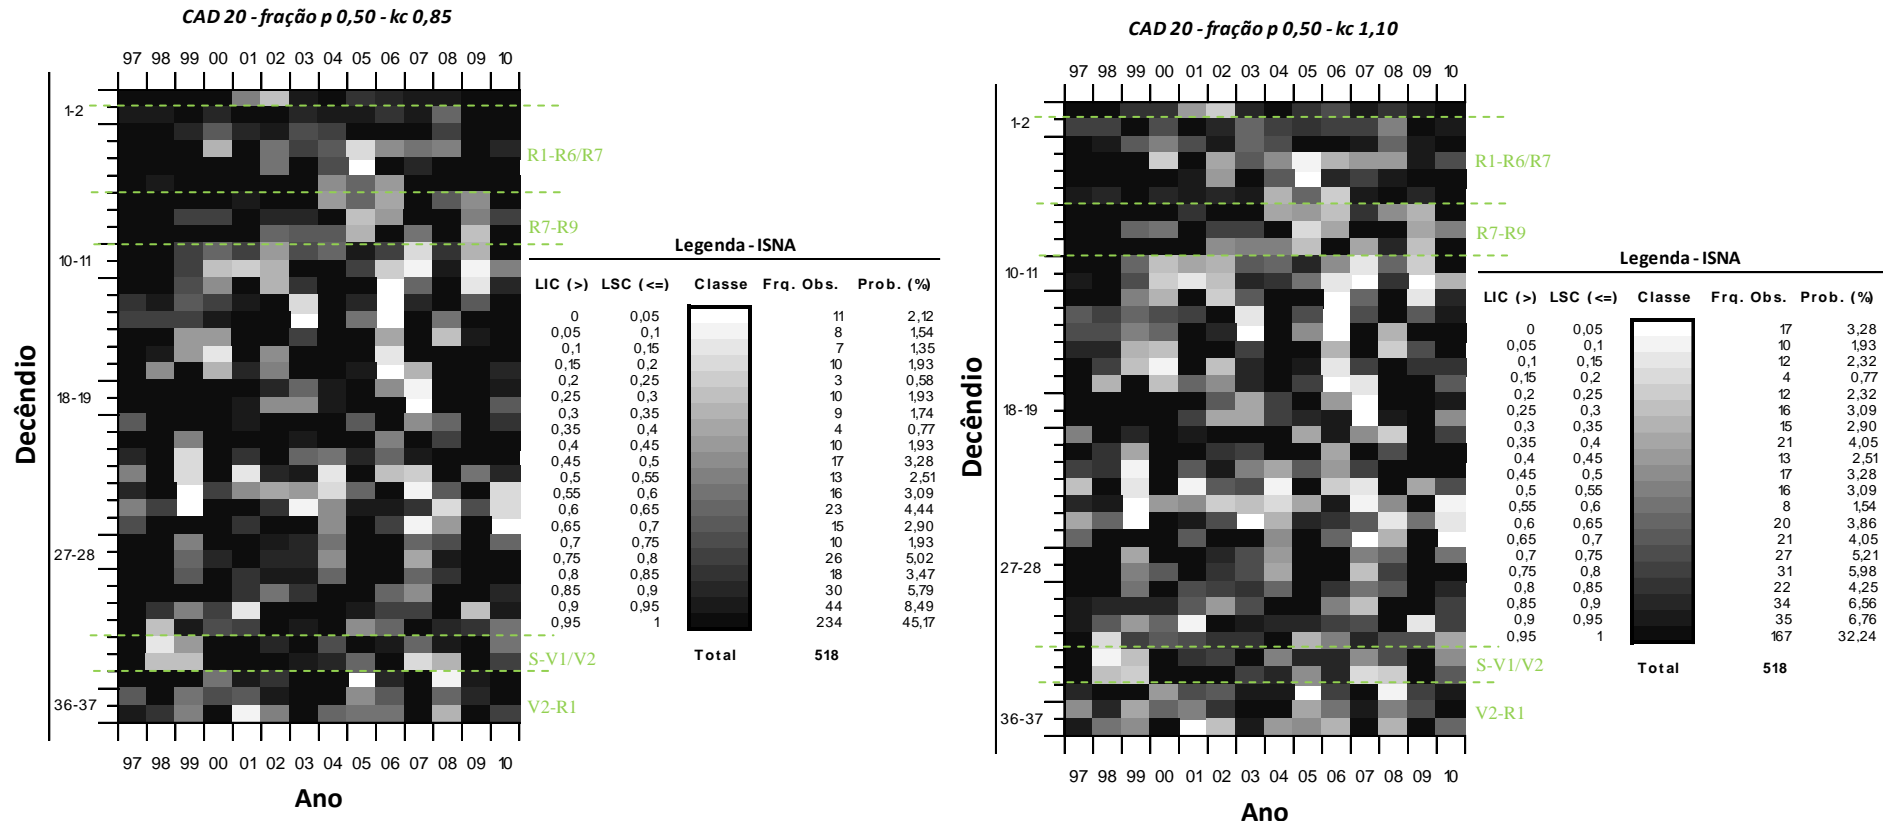 CAD 20 - fração p 0,50 - kc 0,85
97 98 99 00 01 02 03 04 05 06 07 08 09 10
1-2
10-11
18-19
27-28
36-37
Decêndio
R1-R6/R7
R7-R9
S-V1/V2
V2-R1
97 98 99 00 01 02 03 04 05 06 07 08 09 10
Ano
Legenda - ISNA
LIC (>) LSC (<=) Classe Frq. Obs. Prob. (%)
0 0,05 11 2,12
0,05 0,1 8 1,54
0,1 0,15 7 1,35
0,15 0,2 10 1,93
0,2 0,25 3 0,58
0,25 0,3 10 1,93
0,3 0,35 9 1,74
0,35 0,4 4 0,77
0,4 0,45 10 1,93
0,45 0,5 17 3,28
0,5 0,55 13 2,51
0,55 0,6 16 3,09
0,6 0,65 23 4,44
0,65 0,7 15 2,90
0,7 0,75 10 1,93
0,75 0,8 26 5,02
0,8 0,85 18 3,47
0,85 0,9 30 5,79
0,9 0,95 44 8,49
0,95 1 234 45,17
Total 518
CAD 20 - fração p 0,50 - kc 1,10
97 98 99 00 01 02 03 04 05 06 07 08 09 10
1-2
10-11
18-19
27-28
36-37
Decêndio
R1-R6/R7
R7-R9
S-V1/V2
V2-R1
97 98 99 00 01 02 03 04 05 06 07 08 09 10
Ano
Legenda - ISNA
LIC (>) LSC (<=) Classe Frq. Obs. Prob. (%)
0 0,05 17 3,28
0,05 0,1 10 1,93
0,1 0,15 12 2,32
0,15 0,2 4 0,77
0,2 0,25 12 2,32
0,25 0,3 16 3,09
0,3 0,35 15 2,90
0,35 0,4 21 4,05
0,4 0,45 13 2,51
0,45 0,5 17 3,28
0,5 0,55 16 3,09
0,55 0,6 8 1,54
0,6 0,65 20 3,86
0,65 0,7 21 4,05
0,7 0,75 27 5,21
0,75 0,8 31 5,98
0,8 0,85 22 4,25
0,85 0,9 34 6,56
0,9 0,95 35 6,76
0,95 1 167 32,24
Total 518